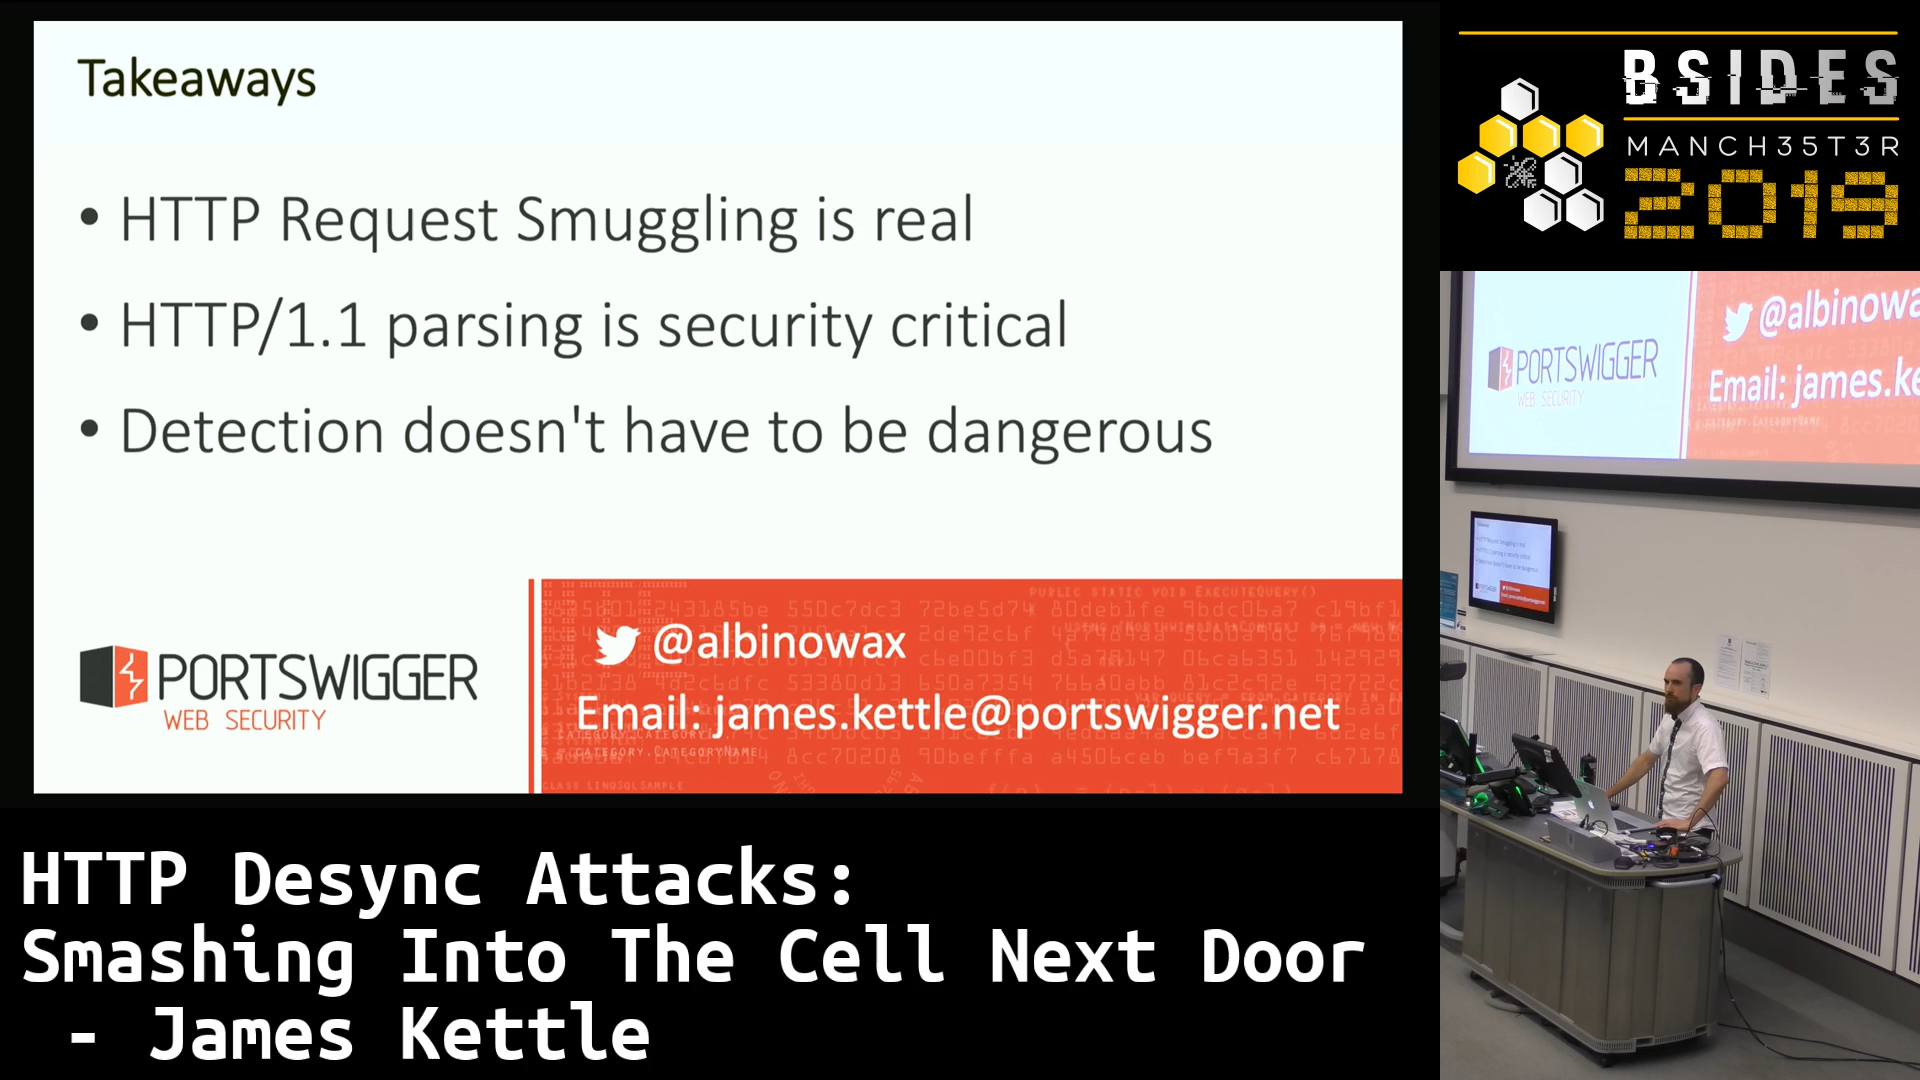 Takeaways
• HTTP Request Smuggling is real
• HTTP/1.1 parsing is security critical
• Detection doesn't have to be dangerous
PORTSWIGGER
WEB SECURITY
@albinowax
Email: james.kettle@portswigger.net
BSIDES
MANCH35T3R
2019
@albinowa
PORTSWIGGER
WEB SECURITY
Email: james.ke
HTTP Desync Attacks:
Smashing Into The Cell Next Door
- James Kettle